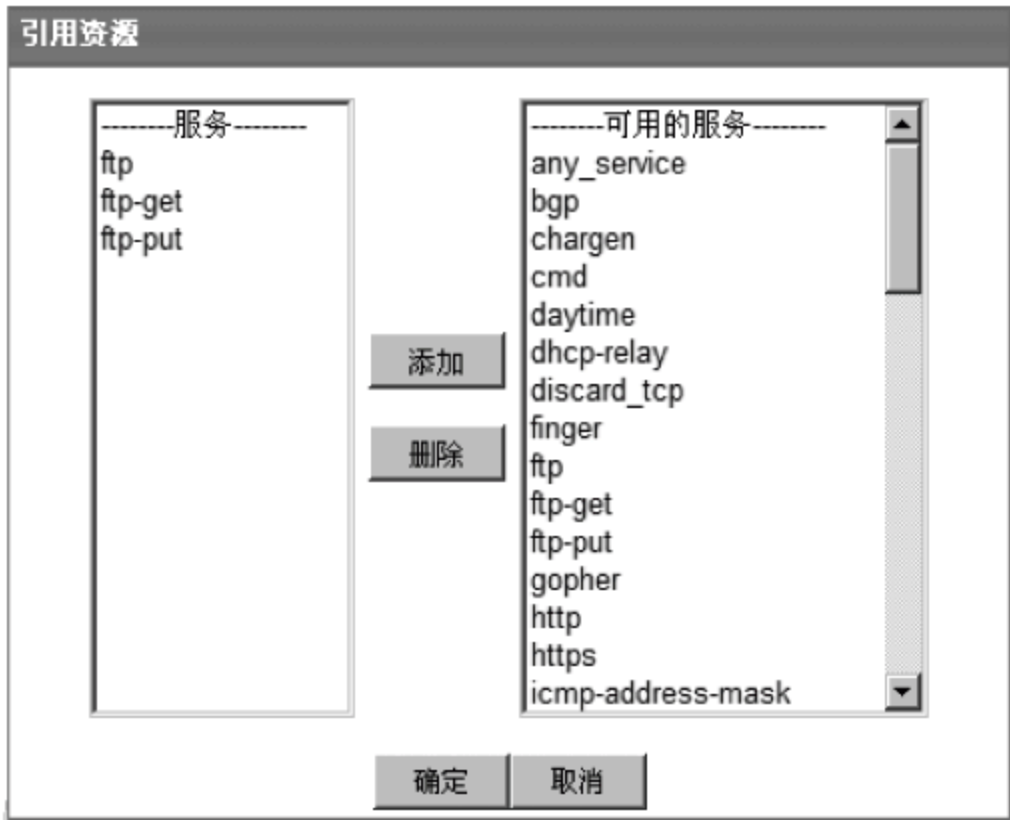 引用资源
--------服务--------
ftp
ftp-get
ftp-put
添加
删除
--------可用的服务--------
any_service
bgp
chargen
cmd
daytime
dhcp-relay
discard_tcp
finger
ftp
ftp-get
ftp-put
gopher
http
https
icmp-address-mask
确定
取消